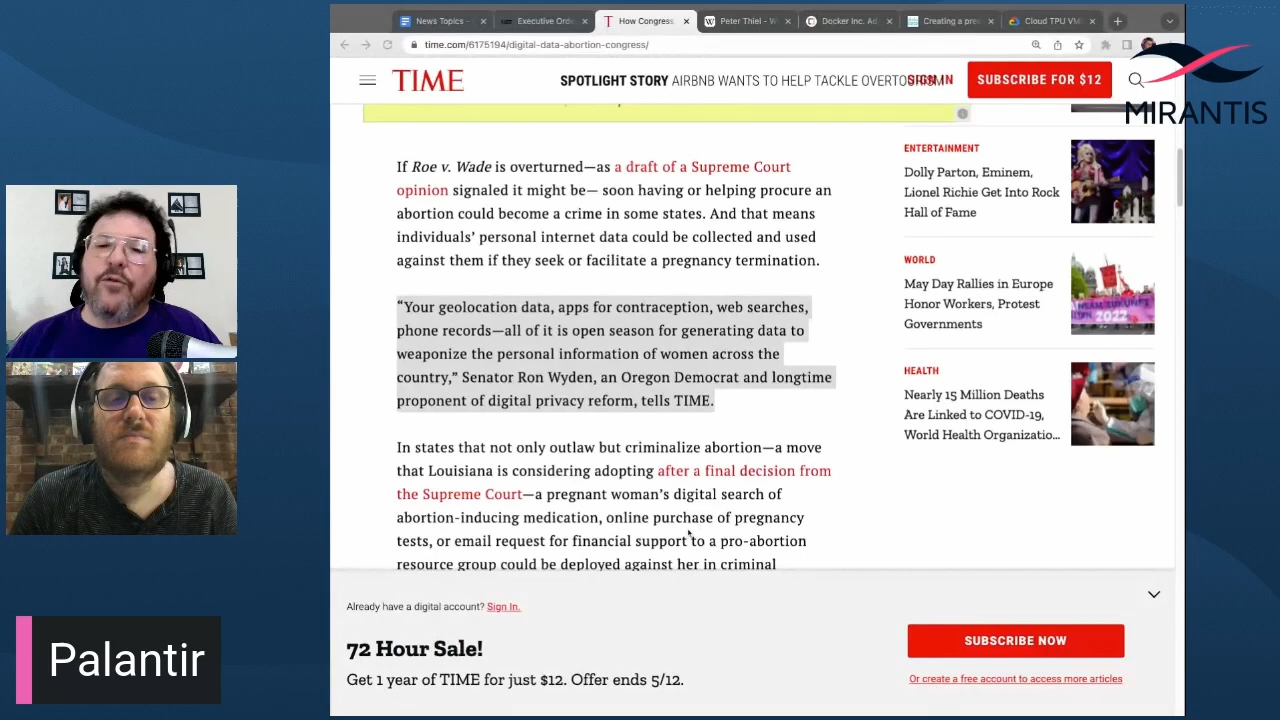 News Topics -
Executive Orde
How Congress
Peter Thiel - W
Docker Inc. Ad
Creating a pre
Cloud TPU VM
time.com/6175194/digital-data-abortion-congress/
TIME
SPOTLIGHT STORY AIRBNB WANTS TO HELP TACKLE OVERTOURISM
SIGN IN
SUBSCRIBE FOR $12
MIRANTIS
If Roe v. Wade is overturned—as a draft of a Supreme Court
opinion signaled it might be— soon having or helping procure an
abortion could become a crime in some states. And that means
individuals’ personal internet data could be collected and used
against them if they seek or facilitate a pregnancy termination.
“Your geolocation data, apps for contraception, web searches,
phone records—all of it is open season for generating data to
weaponize the personal information of women across the
country,” Senator Ron Wyden, an Oregon Democrat and longtime
proponent of digital privacy reform, tells TIME.
In states that not only outlaw but criminalize abortion—a move
that Louisiana is considering adopting after a final decision from
the Supreme Court—a pregnant woman’s digital search of
abortion-inducing medication, online purchase of pregnancy
tests, or email request for financial support to a pro-abortion
resource group could be deployed against her in criminal
ENTERTAINMENT
Dolly Parton, Eminem,
Lionel Richie Get Into Rock
Hall of Fame
WORLD
May Day Rallies in Europe
Honor Workers, Protest
Governments
2022
HEALTH
Nearly 15 Million Deaths
Are Linked to COVID-19,
World Health Organizatio...
Already have a digital account? Sign In.
72 Hour Sale!
Get 1 year of TIME for just $12. Offer ends 5/12.
SUBSCRIBE NOW
Or create a free account to access more articles
Palantir